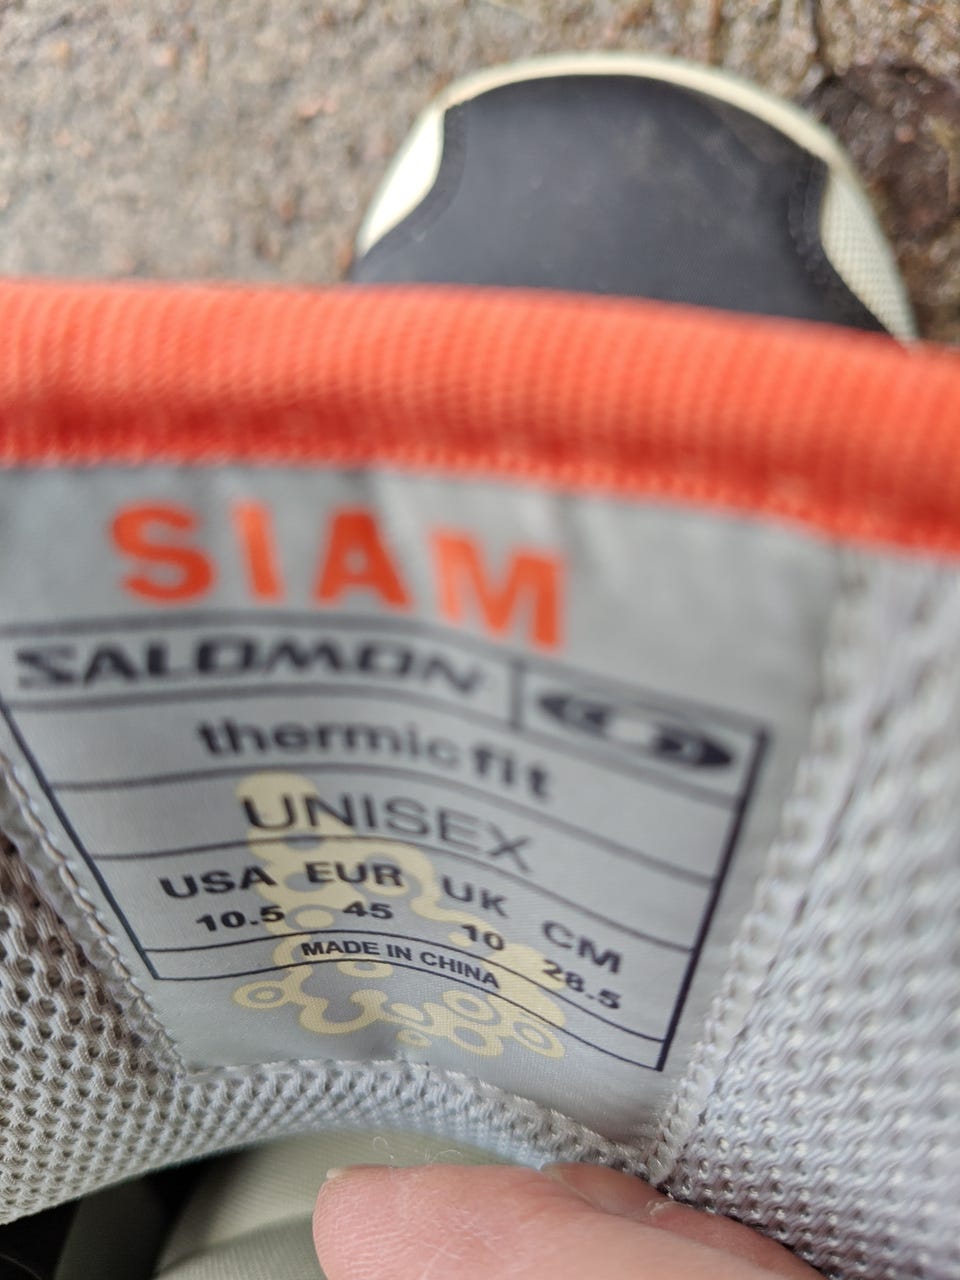 SIAM
SALOMON
thermicfit
UNISEX
USA EUR UK CM
10.5 45 10 28.5
MADE IN CHINA